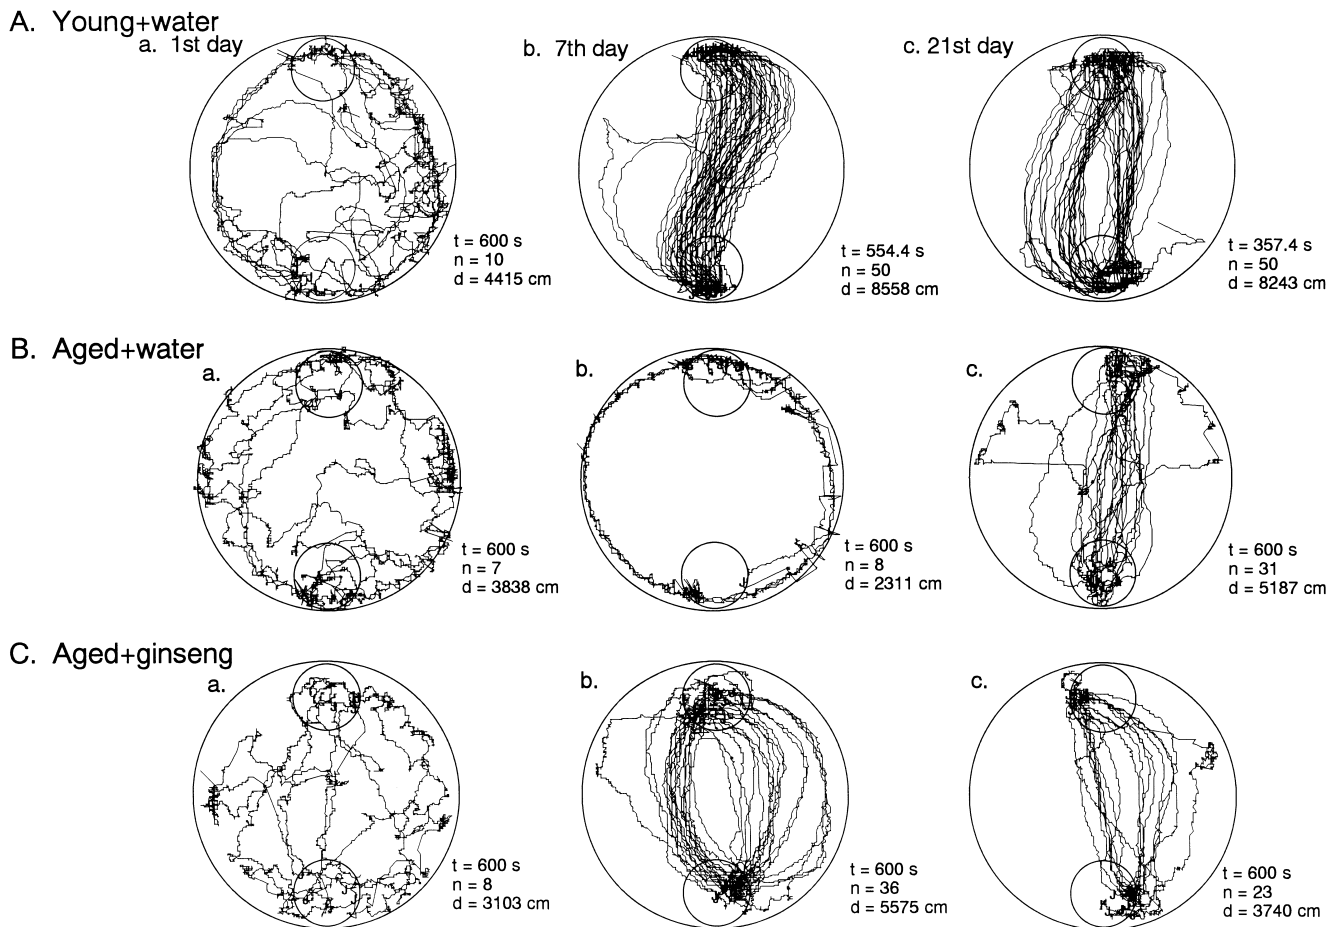 A. Young+water
a. 1st day
b. 7th day
c. 21st day
t = 600 s
n = 10
d = 4415 cm
t = 554.4 s
n = 50
d = 8558 cm
t = 357.4 s
n = 50
d = 8243 cm
B. Aged+water
a.
b.
c.
t = 600 s
n = 7
d = 3838 cm
t = 600 s
n = 8
d = 2311 cm
t = 600 s
n = 31
d = 5187 cm
C. Aged+ginseng
a.
b.
c.
t = 600 s
n = 8
d = 3103 cm
t = 600 s
n = 36
d = 5575 cm
t = 600 s
n = 23
d = 3740 cm